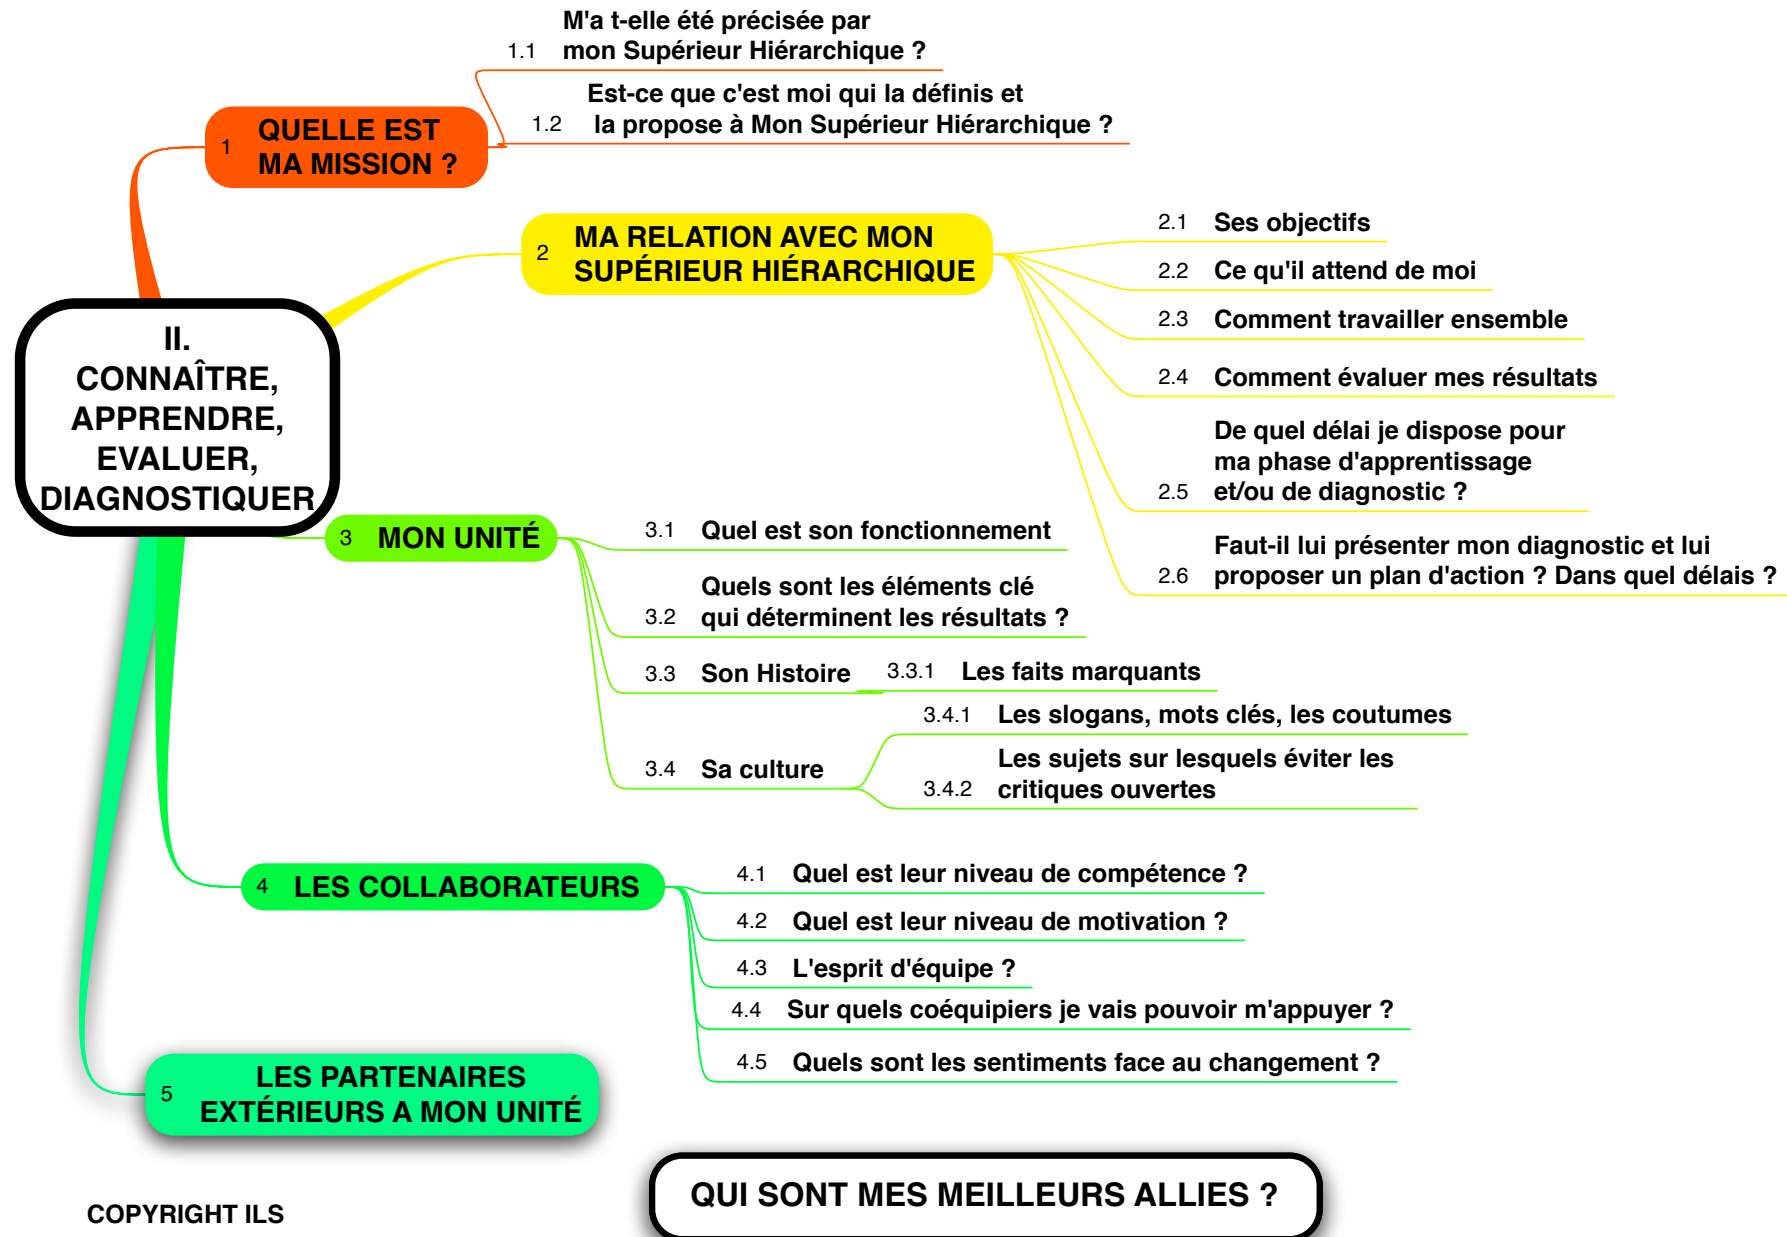 II.
CONNAÎTRE,
APPRENDRE,
EVALUER,
DIAGNOSTIQUER
1 QUELLE EST
MA MISSION ?
1.1 M'a t-elle été précisée par
mon Supérieur Hiérarchique ?
1.2 Est-ce que c'est moi qui la définis et
la propose à Mon Supérieur Hiérarchique ?
2 MA RELATION AVEC MON
SUPÉRIEUR HIÉRARCHIQUE
2.1 Ses objectifs
2.2 Ce qu'il attend de moi
2.3 Comment travailler ensemble
2.4 Comment évaluer mes résultats
2.5 De quel délai je dispose pour
ma phase d'apprentissage
et/ou de diagnostic ?
2.6 Faut-il lui présenter mon diagnostic et lui
proposer un plan d'action ? Dans quel délais ?
3 MON UNITÉ
3.1 Quel est son fonctionnement
3.2 Quels sont les éléments clé
qui déterminent les résultats ?
3.3 Son Histoire
3.3.1 Les faits marquants
3.4 Sa culture
3.4.1 Les slogans, mots clés, les coutumes
3.4.2 Les sujets sur lesquels éviter les
critiques ouvertes
4 LES COLLABORATEURS
4.1 Quel est leur niveau de compétence ?
4.2 Quel est leur niveau de motivation ?
4.3 L'esprit d'équipe ?
4.4 Sur quels coéquipiers je vais pouvoir m'appuyer ?
4.5 Quels sont les sentiments face au changement ?
5 LES PARTENAIRES
EXTÉRIEURS A MON UNITÉ
QUI SONT MES MEILLEURS ALLIES ?
COPYRIGHT ILS